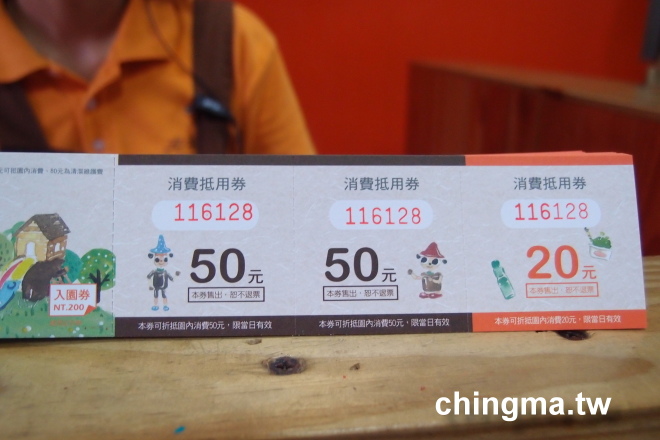 元可抵園內消費，80元為清潔維護費
入園券
NT.200
消費抵用券
116128
50元
本券售出，恕不退票
本券可折抵園內消費50元，限當日有效
消費抵用券
116128
50元
本券售出，恕不退票
本券可折抵園內消費50元，限當日有效
消費抵用券
116128
20元
本券售出，恕不退票
本券可折抵園內消費20元，限當日有效
chingma.tw